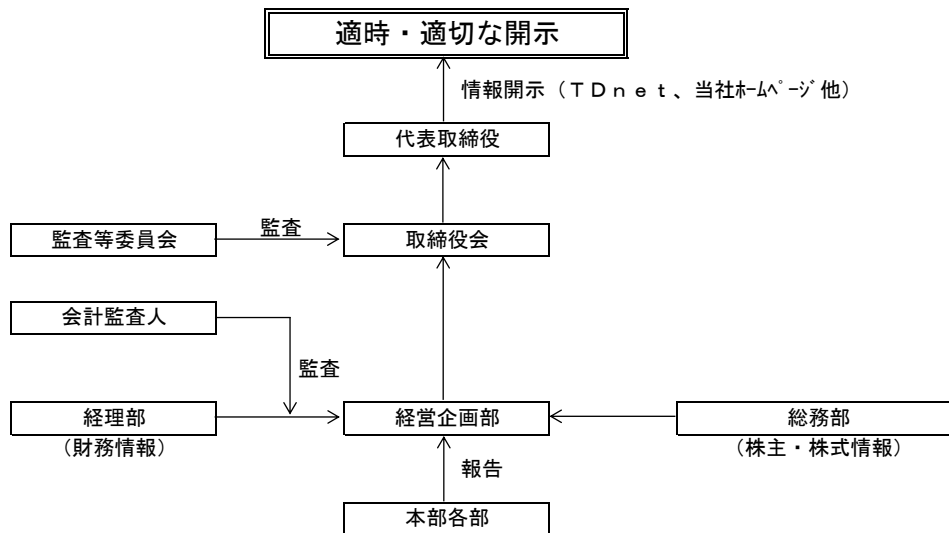 適時・適切な開示
情報開示（ＴＤｎｅｔ、当社ﾎｰﾑﾍﾟｰｼﾞ他）
代表取締役
監査等委員会
監査
取締役会
会計監査人
監査
経理部
（財務情報）
経営企画部
総務部
（株主・株式情報）
報告
本部各部